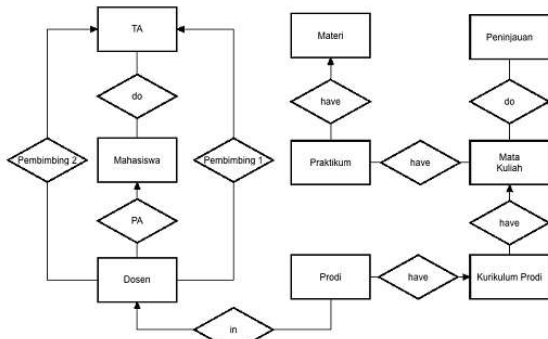 TA
Materi
Peninjauan
do
have
do
Pembimbing 2
Mahasiswa
Pembimbing 1
Praktikum
have
Mata
Kuliah
PA
have
Dosen
Prodi
have
Kurikulum Prodi
in